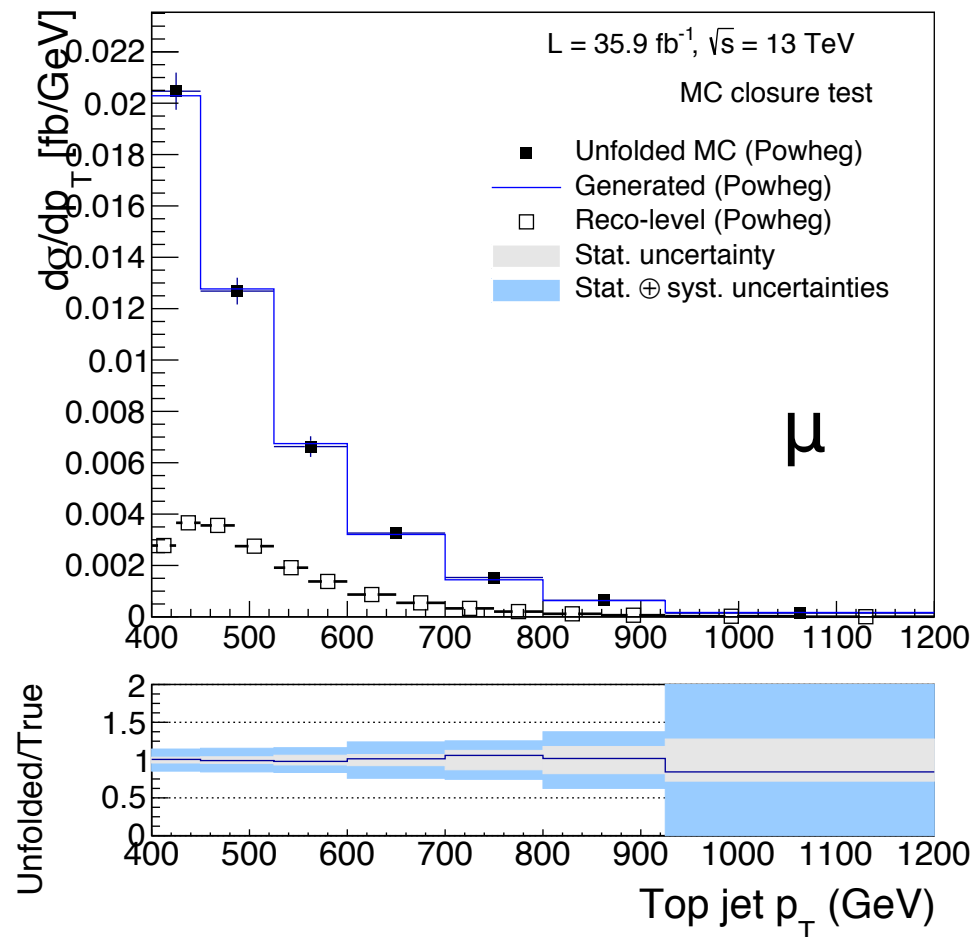 L = 35.9 fb⁻¹, √s = 13 TeV
MC closure test
Unfolded MC (Powheg)
Generated (Powheg)
Reco-level (Powheg)
Stat. uncertainty
Stat. ⊕ syst. uncertainties
μ
dσ/dp_T [fb/GeV]
0.022
0.02
0.018
0.016
0.014
0.012
0.01
0.008
0.006
0.004
0.002
0
400 500 600 700 800 900 1000 1100 1200
Unfolded/True
2
1.5
1
0.5
0
400 500 600 700 800 900 1000 1100 1200
Top jet p_T (GeV)